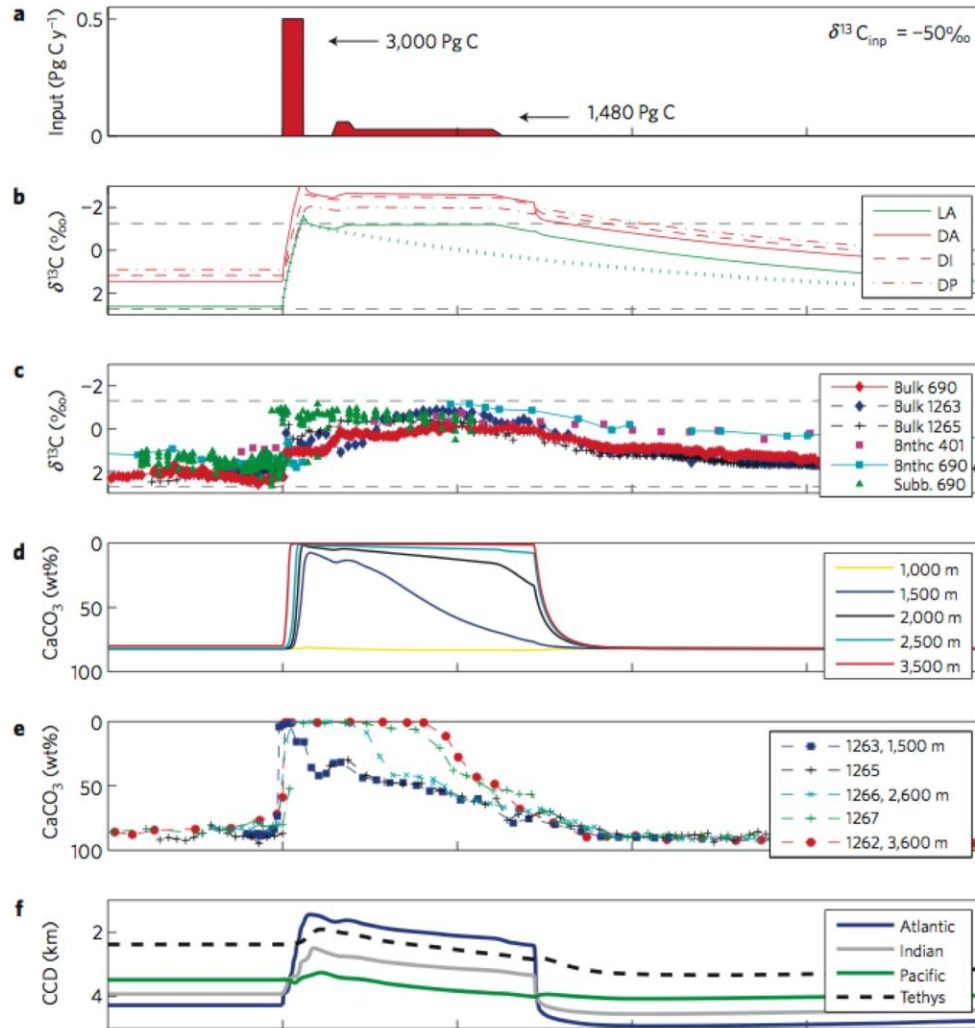 a
Input (Pg C y⁻¹)
0.5
0
3,000 Pg C
1,480 Pg C
δ¹³C_inp = −50‰
b
δ¹³C (‰)
−2
0
2
LA
DA
DI
DP
c
δ¹³C (‰)
−2
0
2
Bulk 690
Bulk 1263
Bulk 1265
Bnthc 401
Bnthc 690
Subb. 690
d
CaCO₃ (wt%)
0
50
100
1,000 m
1,500 m
2,000 m
2,500 m
3,500 m
e
CaCO₃ (wt%)
0
50
100
1263, 1,500 m
1265
1266, 2,600 m
1267
1262, 3,600 m
f
CCD (km)
2
4
Atlantic
Indian
Pacific
Tethys